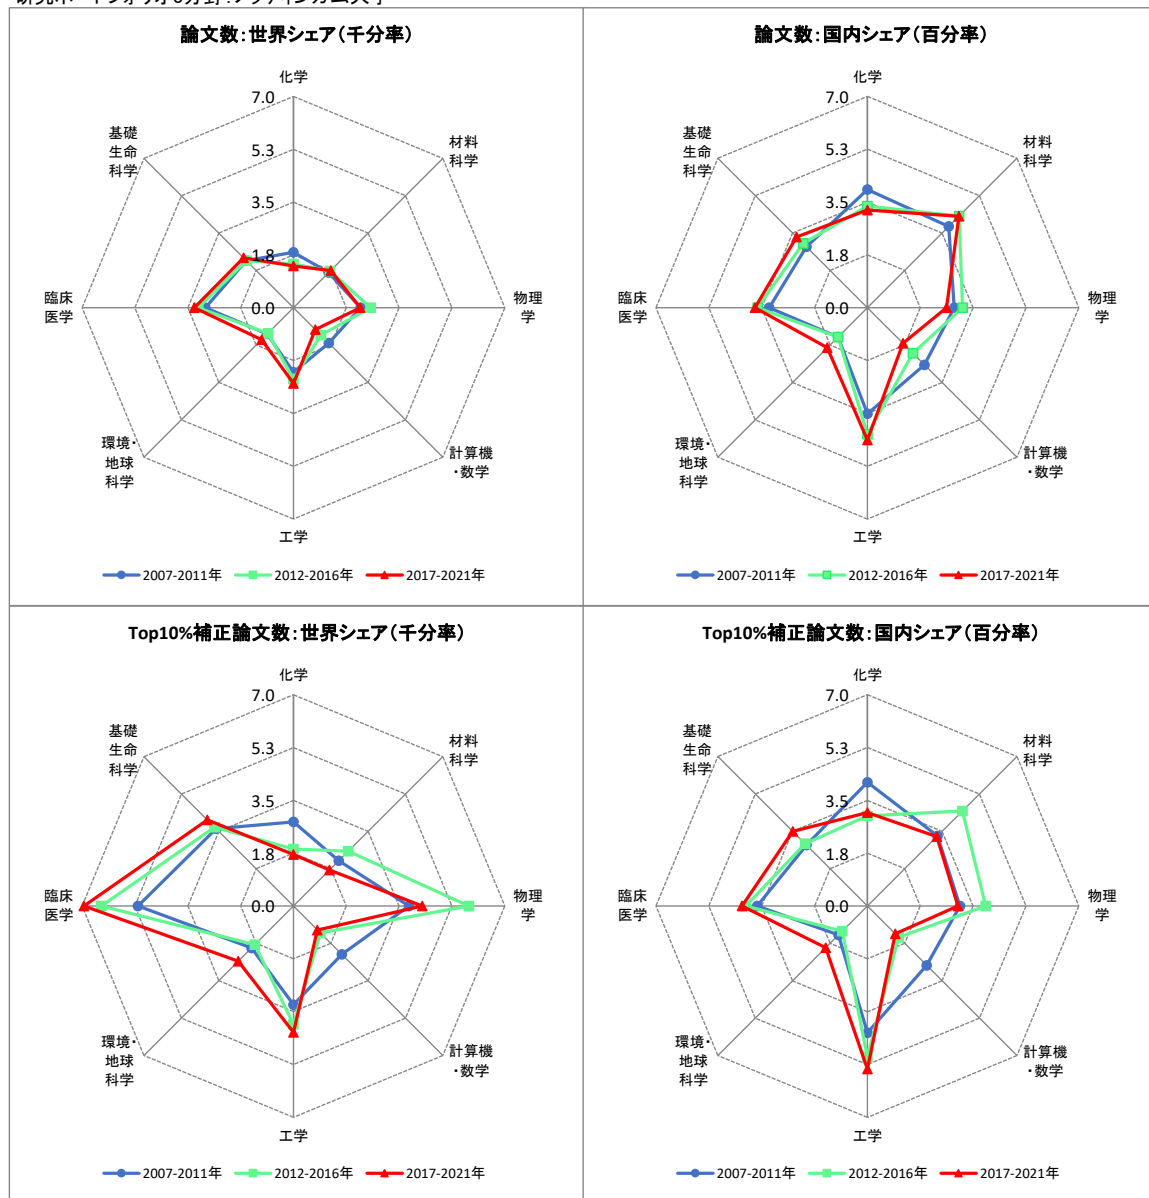 論文数：世界シェア（千分率）
化学
7.0
5.3
3.5
1.8
0.0
材料
科学
物理
学
計算機
・数学
工学
環境・
地球
科学
臨床
医学
基礎
生命
科学
2007-2011年 2012-2016年 2017-2021年
論文数：国内シェア（百分率）
化学
7.0
5.3
3.5
1.8
0.0
材料
科学
物理
学
計算機
・数学
工学
環境・
地球
科学
臨床
医学
基礎
生命
科学
2007-2011年 2012-2016年 2017-2021年
Top10%補正論文数：世界シェア（千分率）
化学
7.0
5.3
3.5
1.8
0.0
材料
科学
物理
学
計算機
・数学
工学
環境・
地球
科学
臨床
医学
基礎
生命
科学
2007-2011年 2012-2016年 2017-2021年
Top10%補正論文数：国内シェア（百分率）
化学
7.0
5.3
3.5
1.8
0.0
材料
科学
物理
学
計算機
・数学
工学
環境・
地球
科学
臨床
医学
基礎
生命
科学
2007-2011年 2012-2016年 2017-2021年